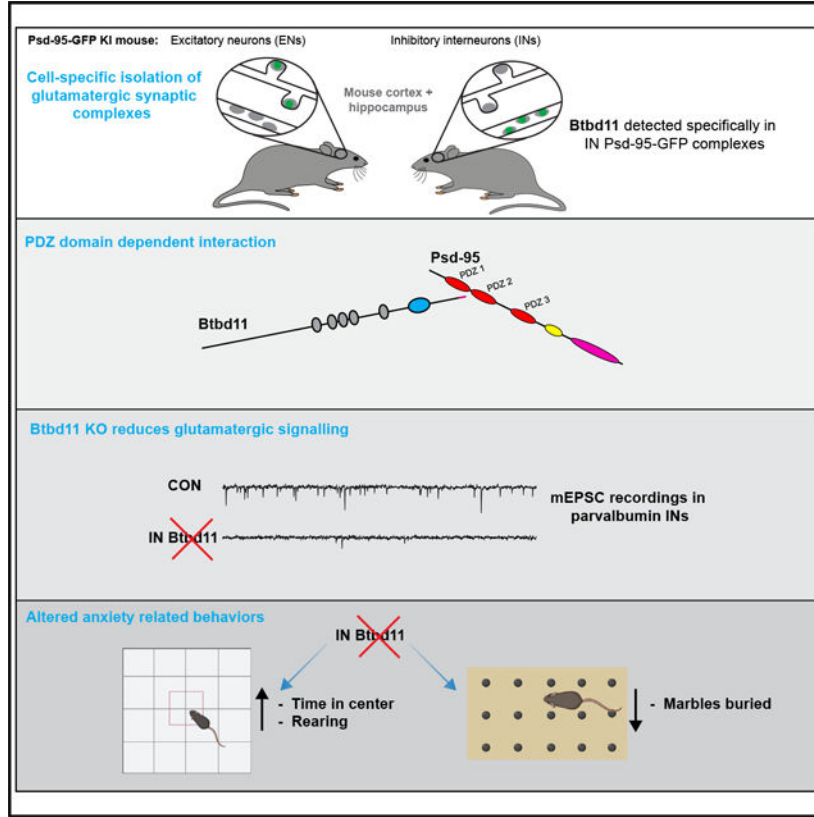 Psd-95-GFP KI mouse: Excitatory neurons (ENs) Inhibitory interneurons (INs)
Cell-specific isolation of
glutamatergic synaptic
complexes
Mouse cortex +
hippocampus
Btbd11 detected specifically in
IN Psd-95-GFP complexes
PDZ domain dependent interaction
Psd-95
PDZ 1
PDZ 2
PDZ 3
Btbd11
Btbd11 KO reduces glutamatergic signalling
CON
IN Btbd11
mEPSC recordings in
parvalbumin INs
Altered anxiety related behaviors
IN Btbd11
- Time in center
- Rearing
- Marbles buried